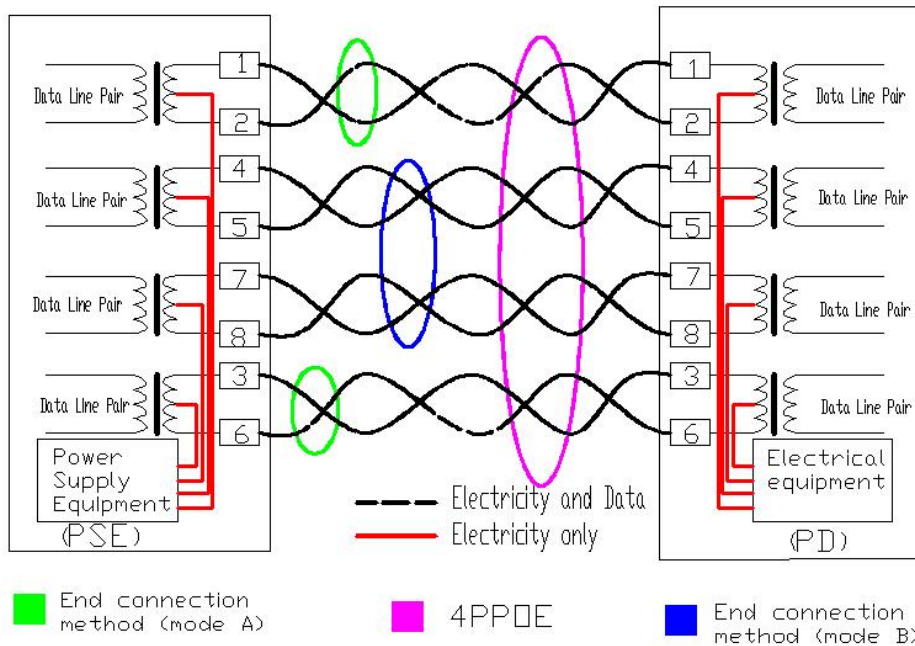 1
1
Data Line Pair
Data Line Pair
2
2
4
4
Data Line Pair
Data Line Pair
5
5
7
7
Data Line Pair
Data Line Pair
8
8
3
3
Data Line Pair
Data Line Pair
6
6
Power
Supply
Equipment
(PSE)
Electricity and Data
Electricity only
Electrical
equipment
(PD)
End connection
method (mode A)
4PPOE
End connection
method (mode B)